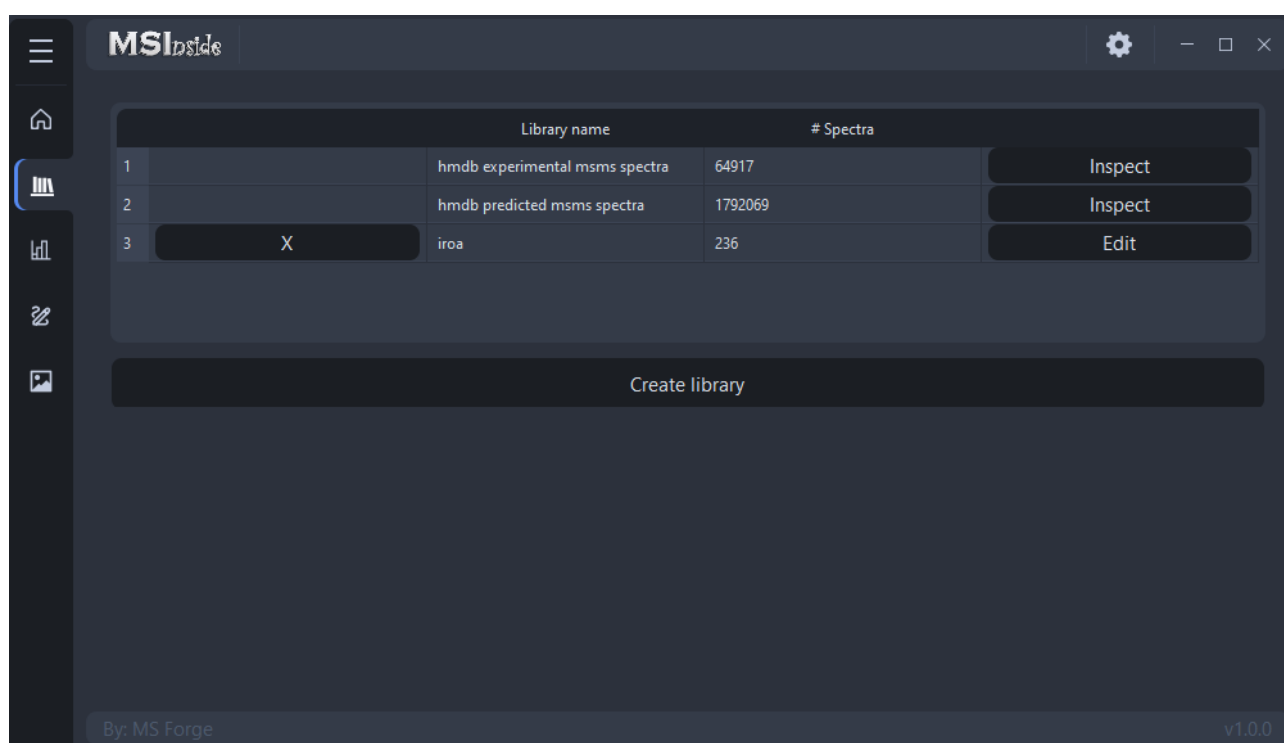 MSInside
Library name # Spectra
1 hmdb experimental msms spectra 64917 Inspect
2 hmdb predicted msms spectra 1792069 Inspect
3 X iroa 236 Edit
Create library
By: MS Forge v1.0.0